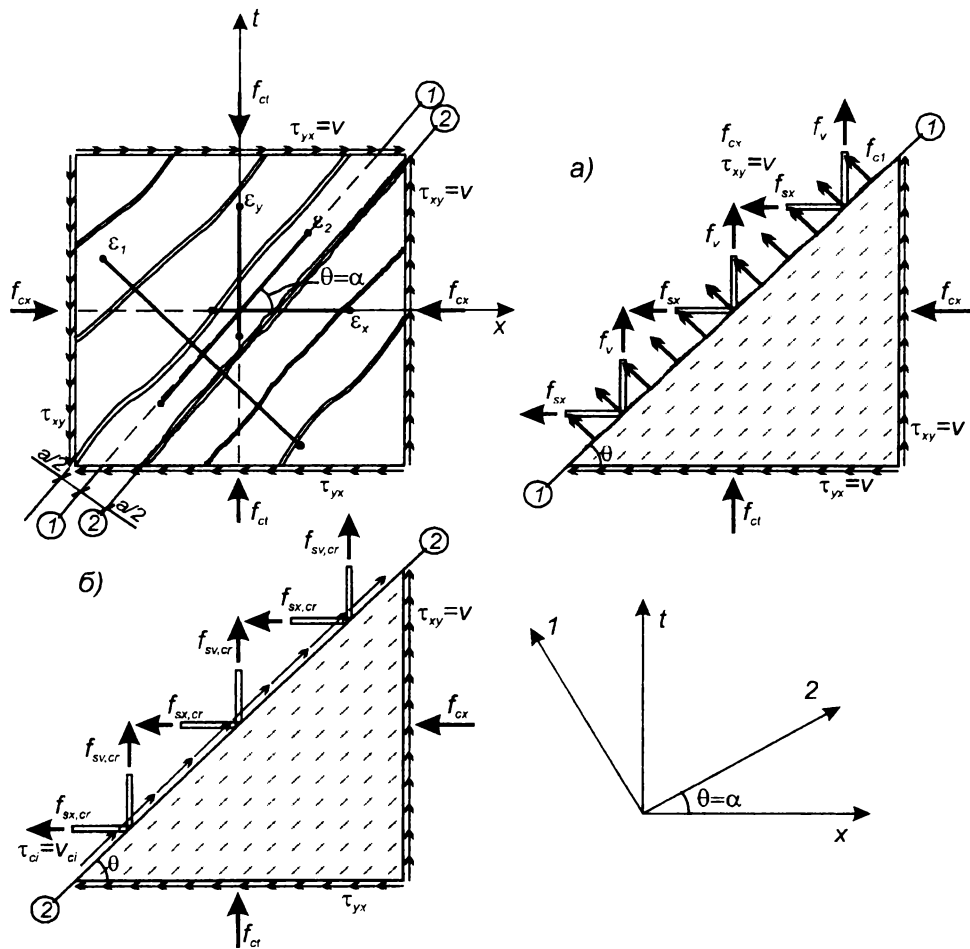 t
f_ct
1
2
τ_yx=v
τ_xy=v
ε_y
ε_2
ε_1
θ=α
f_cx
f_cx
x
ε_x
τ_xy
a/2
1
2
a/2
τ_yx
f_ct
а)
f_v
f_cx
τ_xy=v
f_c1
1
f_sx
f_v
f_sx
f_cx
f_v
f_sx
τ_xy=v
θ
1
τ_yx=v
f_ct
б)
f_sv,cr
2
f_sx,cr
τ_xy=v
f_sv,cr
f_sx,cr
f_cx
f_sv,cr
f_sx,cr
τ_ci=v_ci
θ
2
τ_yx
f_ct
1
t
2
θ=α
x